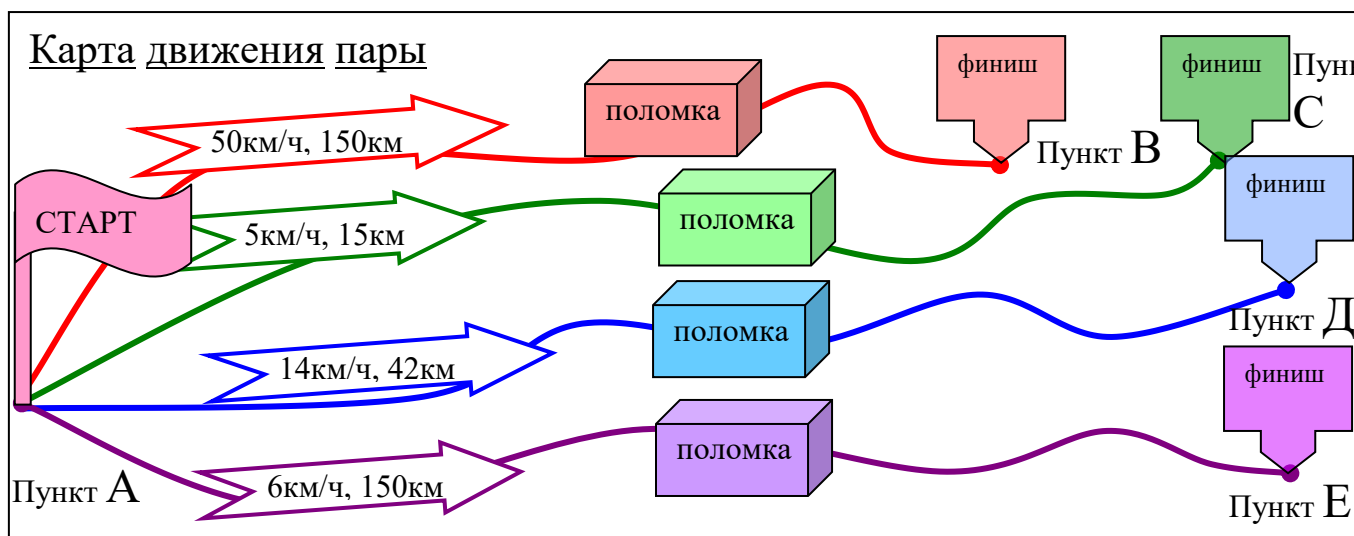 Карта движения пары
финиш
финиш
Пун
С
50км/ч, 150км
поломка
Пункт В
финиш
СТАРТ
5км/ч, 15км
поломка
14км/ч, 42км
поломка
Пункт Д
финиш
Пункт А
6км/ч, 150км
поломка
Пункт Е